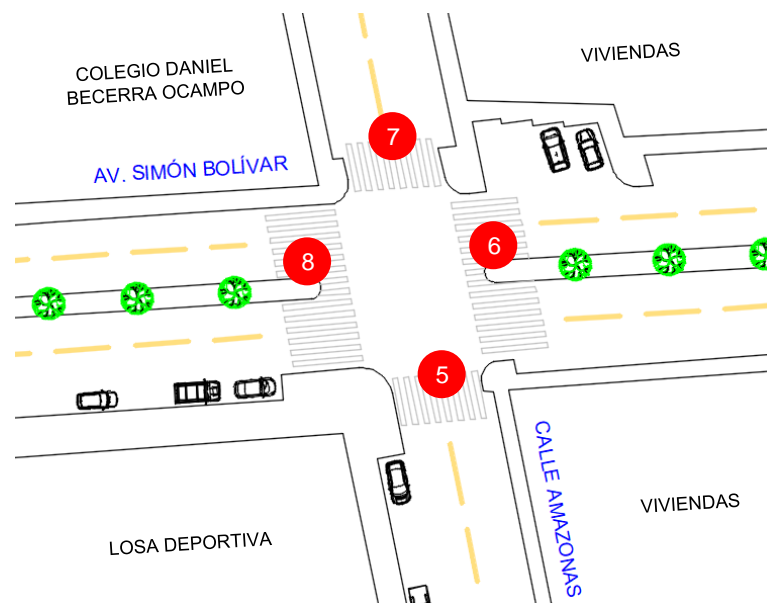 COLEGIO DANIEL
BECERRA OCAMPO
VIVIENDAS
7
AV. SIMÓN BOLÍVAR
6
8
5
CALLE AMAZONAS
VIVIENDAS
LOSA DEPORTIVA